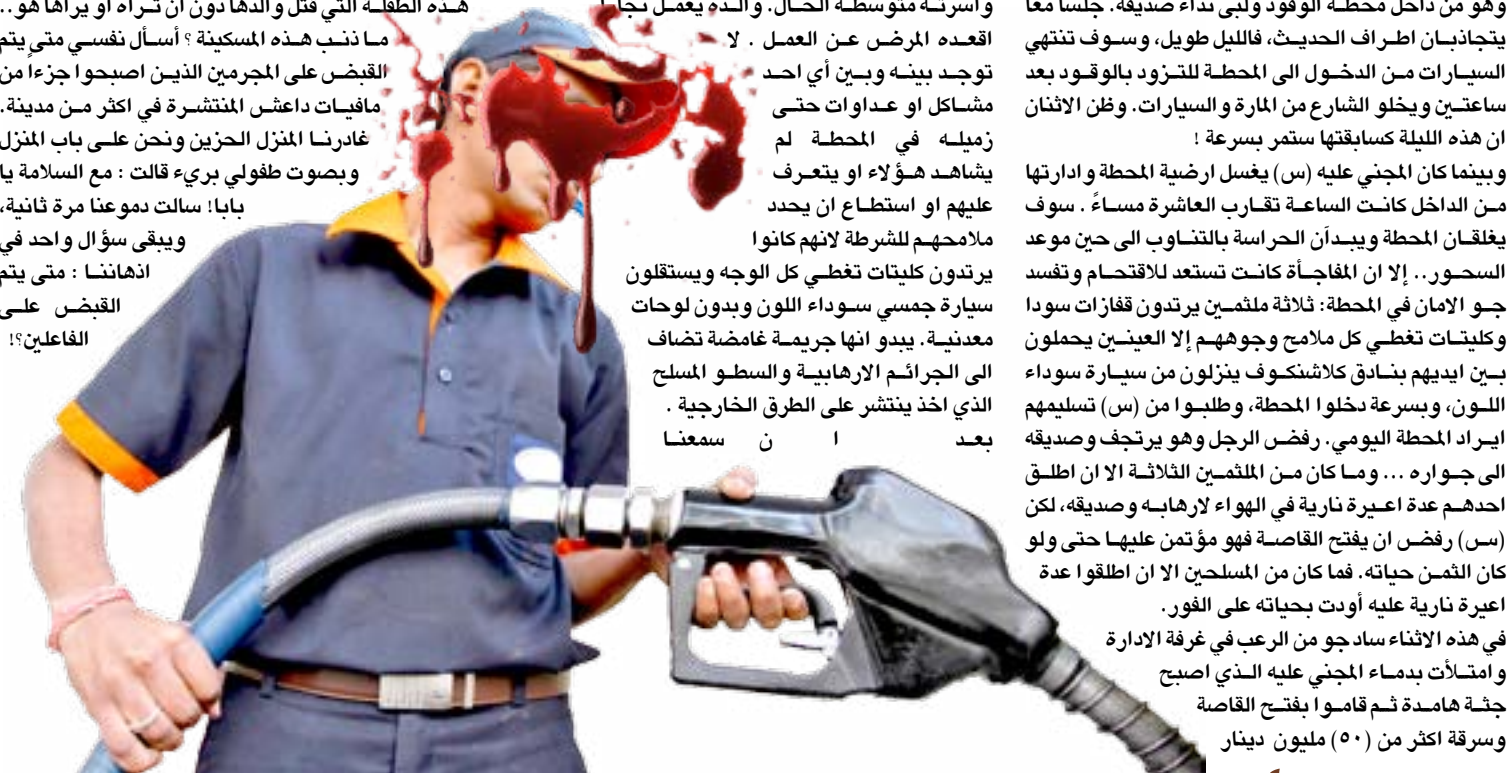 وهو من داخل محطة الوقود ولبى نداء صديقه. جلسا معا
يتجاذبان اطراف الحديث، فالليل طويل، وسوف تنتهي
السيارات من الدخول الى المحطة للتزود بالوقود بعد
ساعتين ويخلو الشارع من المارة والسيارات. وظن الاثنان
ان هذه الليلة كسابقتها ستمر بسرعة !
وبينما كان المجني عليه (س) يغسل ارضية المحطة وادارتها
من الداخل كانت الساعة تقارب العاشرة مساءً . سوف
يغلقان المحطة ويبدآن الحراسة بالتناوب الى حين موعد
السحور.. إلا ان المفاجأة كانت تستعد للاقتحام وتفسد
جو الامان في المحطة: ثلاثة ملثمين يرتدون قفازات سودا
وكليتات تغطي كل ملامح وجوههم إلا العينين يحملون
بين ايديهم بنادق كلاشنكوف ينزلون من سيارة سوداء
اللون، وبسرعة دخلوا المحطة، وطلبوا من (س) تسليمهم
ايراد المحطة اليومي. رفض الرجل وهو يرتجف وصديقه
الى جواره ... وما كان من الملثمين الثلاثة الا ان اطلق
احدهم عدة اعيرة نارية في الهواء لارهابه وصديقه، لكن
(س) رفض ان يفتح القاصة فهو مؤتمن عليها حتى ولو
كان الثمن حياته. فما كان من المسلحين الا ان اطلقوا عدة
اعيرة نارية عليه أودت بحياته على الفور.
في هذه الاثناء ساد جو من الرعب في غرفة الادارة
وامتلأت بدماء المجني عليه الذي اصبح
جثة هامدة ثم قاموا بفتح القاصة
وسرقة اكثر من (٥٠) مليون دينار
واسرته متوسطة الحال. والده يعمل
اقعده المرض عن العمل . لا
توجد بينه وبين أي احد
مشاكل او عداوات حتى
زميله في المحطة لم
يشاهد هؤلاء او يتعرف
عليهم او استطاع ان يحدد
ملامحهم للشرطة لانهم كانوا
يرتدون كليتات تغطي كل الوجه ويستقلون
سيارة جمسي سوداء اللون وبدون لوحات
معدنية. يبدو انها جريمة غامضة تضاف
الى الجرائم الارهابية والسطو المسلح
الذي اخذ ينتشر على الطرق الخارجية .
بعد ا ن سمعنا
هذه الطفلة التي قتل والدها دون ان تراه او يراها هو..
ما ذنب هذه المسكينة ؟ أسأل نفسي متى يتم
القبض على المجرمين الذين اصبحوا جزءاً من
مافيات داعش المنتشرة في اكثر من مدينة.
غادرنا المنزل الحزين ونحن على باب المنزل
وبصوت طفولي بريء قالت : مع السلامة يا
بابا! سالت دموعنا مرة ثانية،
ويبقى سؤال واحد في
اذهاننا : متى يتم
القبض على
الفاعلين؟!